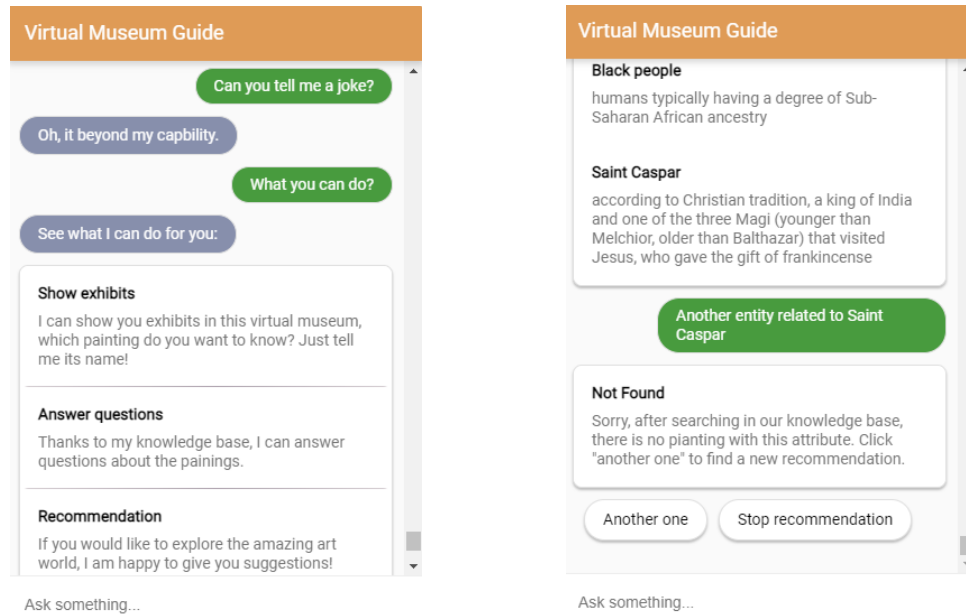 Virtual Museum Guide
Can you tell me a joke?
Oh, it beyond my capbility.
What you can do?
See what I can do for you:
Show exhibits
I can show you exhibits in this virtual museum,
which painting do you want to know? Just tell
me its name!
Answer questions
Thanks to my knowledge base, I can answer
questions about the painings.
Recommendation
If you would like to explore the amazing art
world, I am happy to give you suggestions!
Ask something...
Virtual Museum Guide
Black people
humans typically having a degree of Sub-
Saharan African ancestry
Saint Caspar
according to Christian tradition, a king of India
and one of the three Magi (younger than
Melchior, older than Balthazar) that visited
Jesus, who gave the gift of frankincense
Another entity related to Saint
Caspar
Not Found
Sorry, after searching in our knowledge base,
there is no pianting with this attribute. Click
"another one" to find a new recommendation.
Another one
Stop recommendation
Ask something...